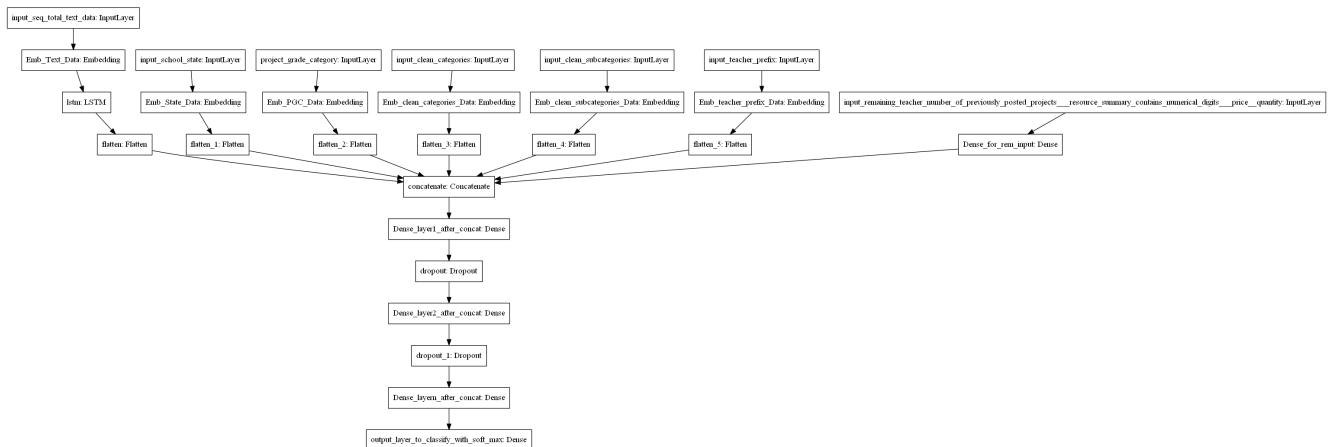 input_seq_total_text_data: InputLayer
Emb_Text_Data: Embedding
input_school_state: InputLayer
project_grade_category: InputLayer
input_clean_categories: InputLayer
input_clean_subcategories: InputLayer
input_teacher_prefix: InputLayer
lstm: LSTM
Emb_State_Data: Embedding
Emb_PGC_Data: Embedding
Emb_clean_categories_Data: Embedding
Emb_clean_subcategories_Data: Embedding
Emb_teacher_prefix_Data: Embedding
input_remaining_teacher_number_of_previously_posted_projects___resource_summary_contains_numerical_digits___price__quantity: InputLayer
flatten: Flatten
flatten_1: Flatten
flatten_2: Flatten
flatten_3: Flatten
flatten_4: Flatten
flatten_5: Flatten
Dense_for_rem_input: Dense
concatenate: Concatenate
Dense_layer1_after_concat: Dense
dropout: Dropout
Dense_layer2_after_concat: Dense
dropout_1: Dropout
Dense_layern_after_concat: Dense
output_layer_to_classify_with_soft_max: Dense